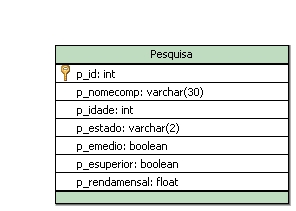 Pesquisa
p_id: int
p_nomecomp: varchar(30)
p_idade: int
p_estado: varchar(2)
p_emedio: boolean
p_esuperior: boolean
p_rendamensal: float